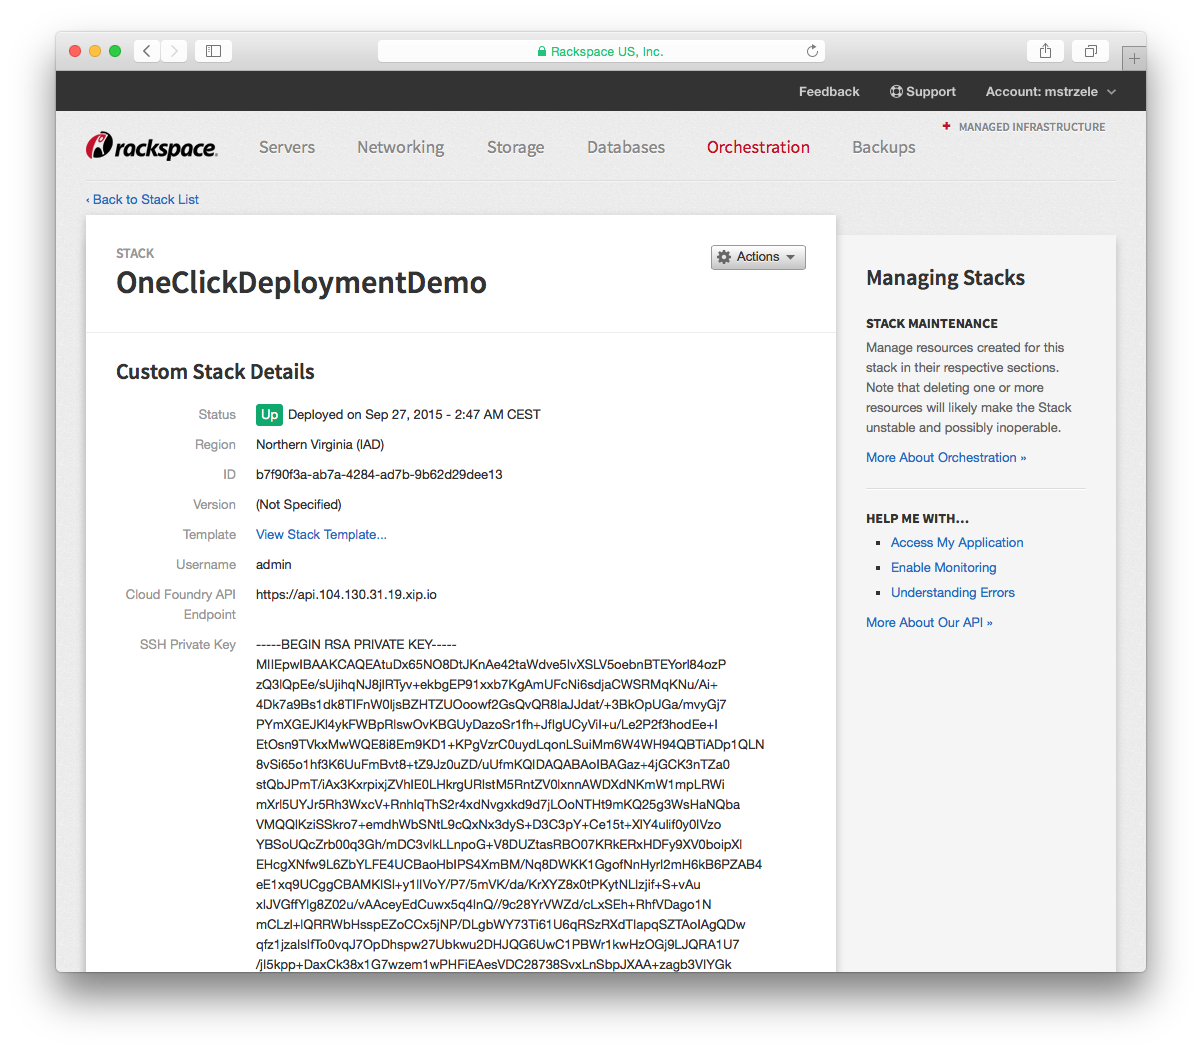 Rackspace US, Inc.
Feedback
Support
Account: mstrzele
rackspace.
Servers
Networking
Storage
Databases
Orchestration
Backups
MANAGED INFRASTRUCTURE
‹ Back to Stack List
STACK
OneClickDeploymentDemo
Actions
Custom Stack Details
Status Up Deployed on Sep 27, 2015 - 2:47 AM CEST
Region Northern Virginia (IAD)
ID b7f90f3a-ab7a-4284-ad7b-9b62d29dee13
Version (Not Specified)
Template View Stack Template...
Username admin
Cloud Foundry API https://api.104.130.31.19.xip.io
Endpoint
SSH Private Key -----BEGIN RSA PRIVATE KEY-----
MIIEpwIBAAKCAQEAtuDx65NO8DtJKnAe42taWdve5lvXSLV5oebnBTEYorl84ozP
zQ3lQpEe/sUjihqNJ8jlRTyv+ekbgEP91xxb7KgAmUFcNi6sdjaCWSRMqKNu/Ai+
4Dk7a9Bs1dk8TIFnW0ljsBZHTZUOoowf2GsQvQR8laJJdat/+3BkOpUGa/mvyGj7
PYmXGEJKl4ykFWBpRlswOvKBGUyDazoSr1fh+JflgUCyViI+u/Le2P2f3hodEe+I
EtOsn9TVkxMwWQE8i8Em9KD1+KPgVzrC0uydLqonLSuiMm6W4WH94QBTiADp1QLN
8vSi65o1hf3K6UuFmBvt8+tZ9Jz0uZD/uUfmKQIDAQABAoIBAGaz+4jGCK3nTZa0
stQbJPmT/iAx3KxrpixjZVhIE0LHkrgURlstM5RntZV0lxnnAWDXdNKmW1mpLRWi
mXrl5UYJr5Rh3WxcV+RnhlqThS2r4xdNvgxkd9d7jLOoNTHt9mKQ25g3WsHaNQba
VMQQlKziSSkro7+emdhWbSNtL9cQxNx3dyS+D3C3pY+Ce15t+XlY4ulif0y0lVzo
YBSoUQcZrb00q3Gh/mDC3vlkLLnpoG+V8DUZtasRBO07KRkERxHDFy9XV0boipXl
EHcgXNfw9L6ZbYLFE4UCBaoHbIPS4XmBM/Nq8DWKK1GgofNnHyrl2mH6kB6PZAB4
eE1xq9UCggCBAMKlSl+y1lIVoY/P7/5mVK/da/KrXYZ8x0tPKytNLlzjif+S+vAu
xlJVGffYlg8Z02u/vAAceyEdCuwx5q4lnQ//9c28YrVWZd/cLxSEh+RhfVDago1N
mCLzl+lQRRWbHsspEZoCCx5jNP/DLgbWY73Ti61U6qRSzRXdTlapqSZTAoIAgQDw
qfz1jzaIsIfTo0vqJ7OpDhspw27Ubkwu2DHJQG6UwC1PBWr1kwHzOGj9LJQRA1U7
/jI5kpp+DaxCk38x1G7wzem1wPHFiEAesVDC28738SvxLnSbpJXAA+zagb3VlYGk
Managing Stacks
STACK MAINTENANCE
Manage resources created for this
stack in their respective sections.
Note that deleting one or more
resources will likely make the Stack
unstable and possibly inoperable.
More About Orchestration »
HELP ME WITH...
Access My Application
Enable Monitoring
Understanding Errors
More About Our API »